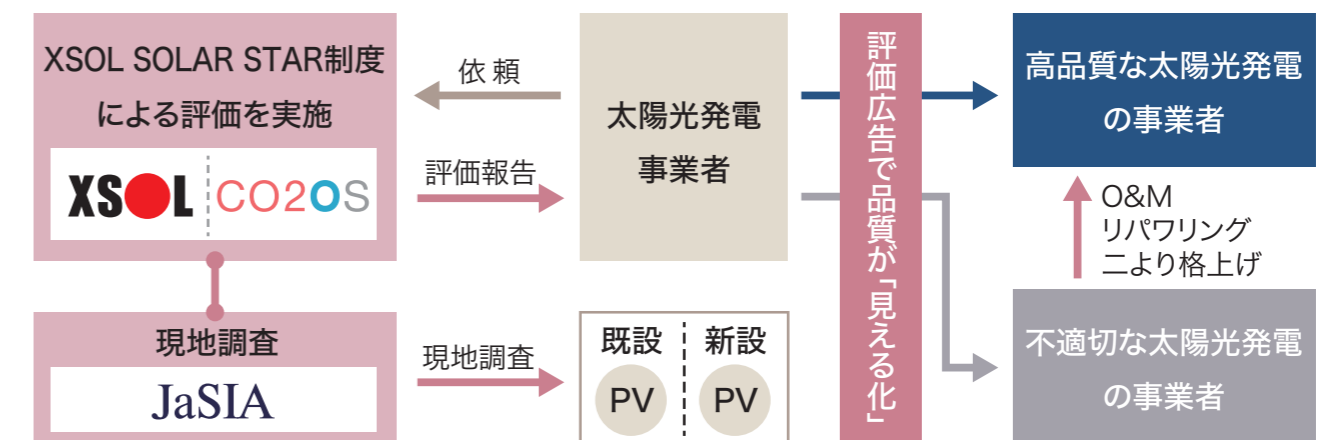 XSOL SOLAR STAR制度
による評価を実施
XSOL CO2OS
依頼
評価報告
太陽光発電
事業者
評価広告で品質が「見える化」
高品質な太陽光発電
の事業者
O&M
リパワリング
二より格上げ
不適切な太陽光発電
の事業者
現地調査
JaSIA
現地調査
既設 新設
PV PV